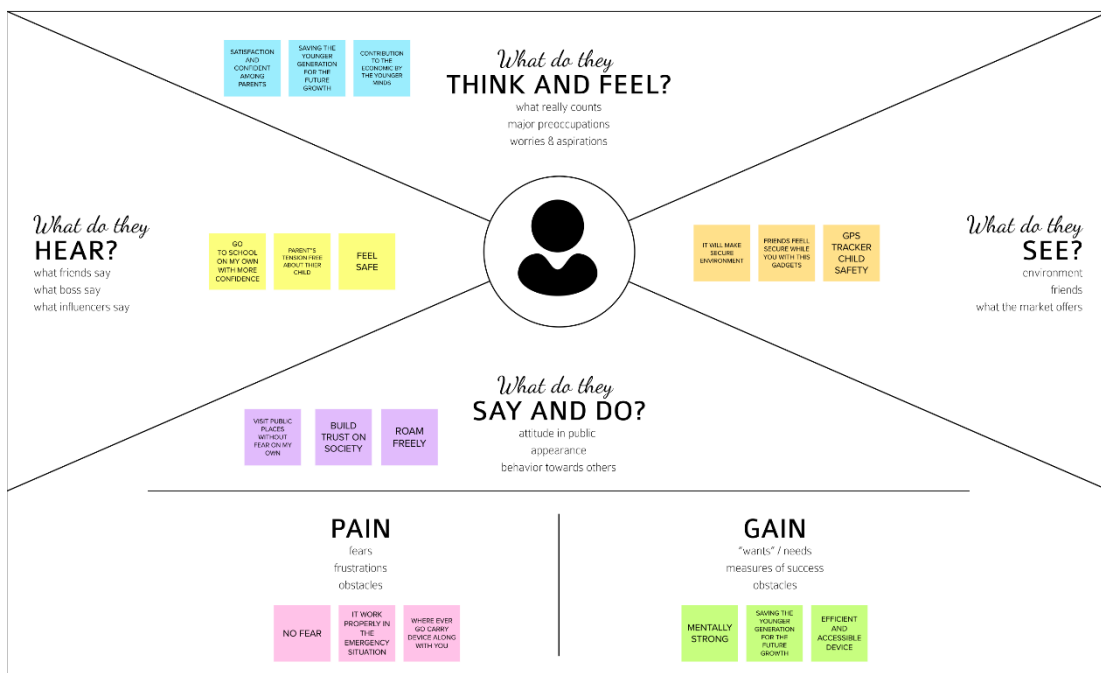 SATISFACTION
AND
CONFIDENT
AMONG
PARENTS
SAVING THE
YOUNGER
GENERATION
FOR THE
FUTURE
GROWTH
CONTRIBUTION
TO THE
ECONOMIC BY
THE YOUNGER
MINDS
What do they
THINK AND FEEL?
what really counts
major preoccupations
worries & aspirations
What do they
HEAR?
what friends say
what boss say
what influencers say
GO
TO SCHOOL
ON MY OWN
WITH MORE
CONFIDENCE
PARENT'S
TENSION FREE
ABOUT THIER
CHILD
FEEL
SAFE
IT WILL MAKE
SECURE
ENVIRONMENT
FRIENDS FEELL
SECURE WHILE
YOU WITH THIS
GADGETS
GPS
TRACKER
CHILD
SAFETY
What do they
SEE?
environment
friends
what the market offers
What do they
SAY AND DO?
attitude in public
appearance
behavior towards others
VISIT PUBLIC
PLACES
WITHOUT
FEAR ON MY
OWN
BUILD
TRUST ON
SOCIETY
ROAM
FREELY
PAIN
fears
frustrations
obstacles
NO FEAR
IT WORK
PROPERLY IN
THE
EMERGENCY
SITUATION
WHERE EVER
GO CARRY
DEVICE ALONG
WITH YOU
GAIN
"wants" / needs
measures of success
obstacles
MENTALLY
STRONG
SAVING THE
YOUNGER
GENERATION
FOR THE
FUTURE
GROWTH
EFFICIENT
AND
ACCESSIBLE
DEVICE